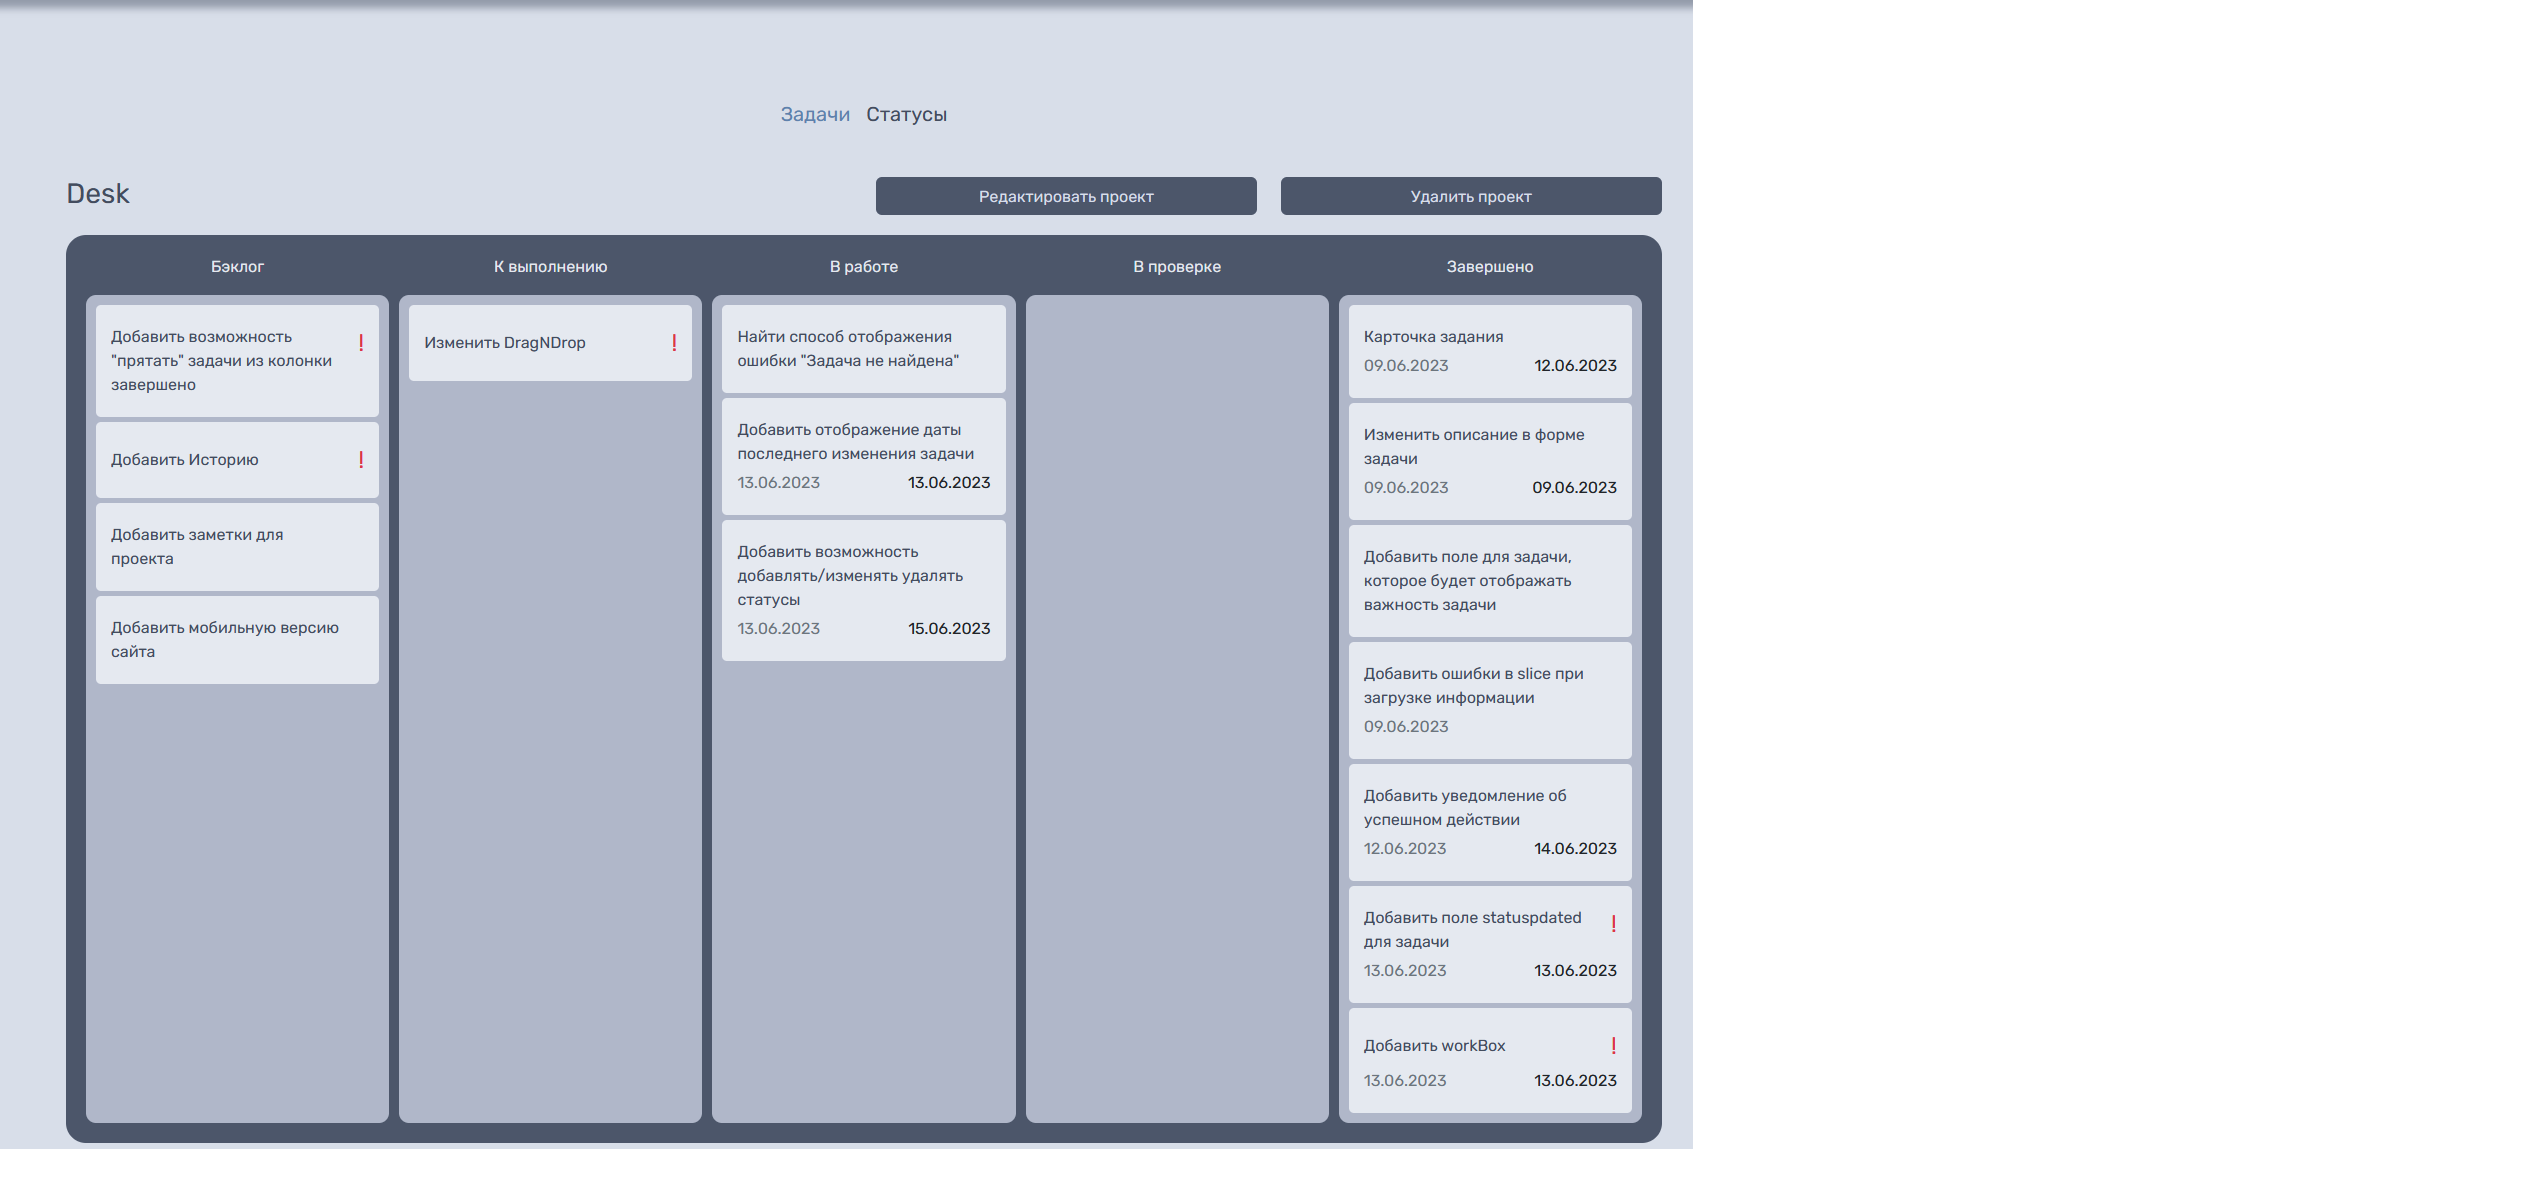 Задачи Статусы
Desk
Редактировать проект
Удалить проект
Бэклог
Добавить возможность
"прятать" задачи из колонки
завершено
!
Добавить Историю
!
Добавить заметки для
проекта
Добавить мобильную версию
сайта
К выполнению
Изменить DragNDrop
!
В работе
Найти способ отображения
ошибки "Задача не найдена"
Добавить отображение даты
последнего изменения задачи
13.06.2023 13.06.2023
Добавить возможность
добавлять/изменять удалять
статусы
13.06.2023 15.06.2023
В проверке
Завершено
Карточка задания
09.06.2023 12.06.2023
Изменить описание в форме
задачи
09.06.2023 09.06.2023
Добавить поле для задачи,
которое будет отображать
важность задачи
Добавить ошибки в slice при
загрузке информации
09.06.2023
Добавить уведомление об
успешном действии
12.06.2023 14.06.2023
Добавить поле statuspdated
для задачи
!
13.06.2023 13.06.2023
Добавить workBox
!
13.06.2023 13.06.2023